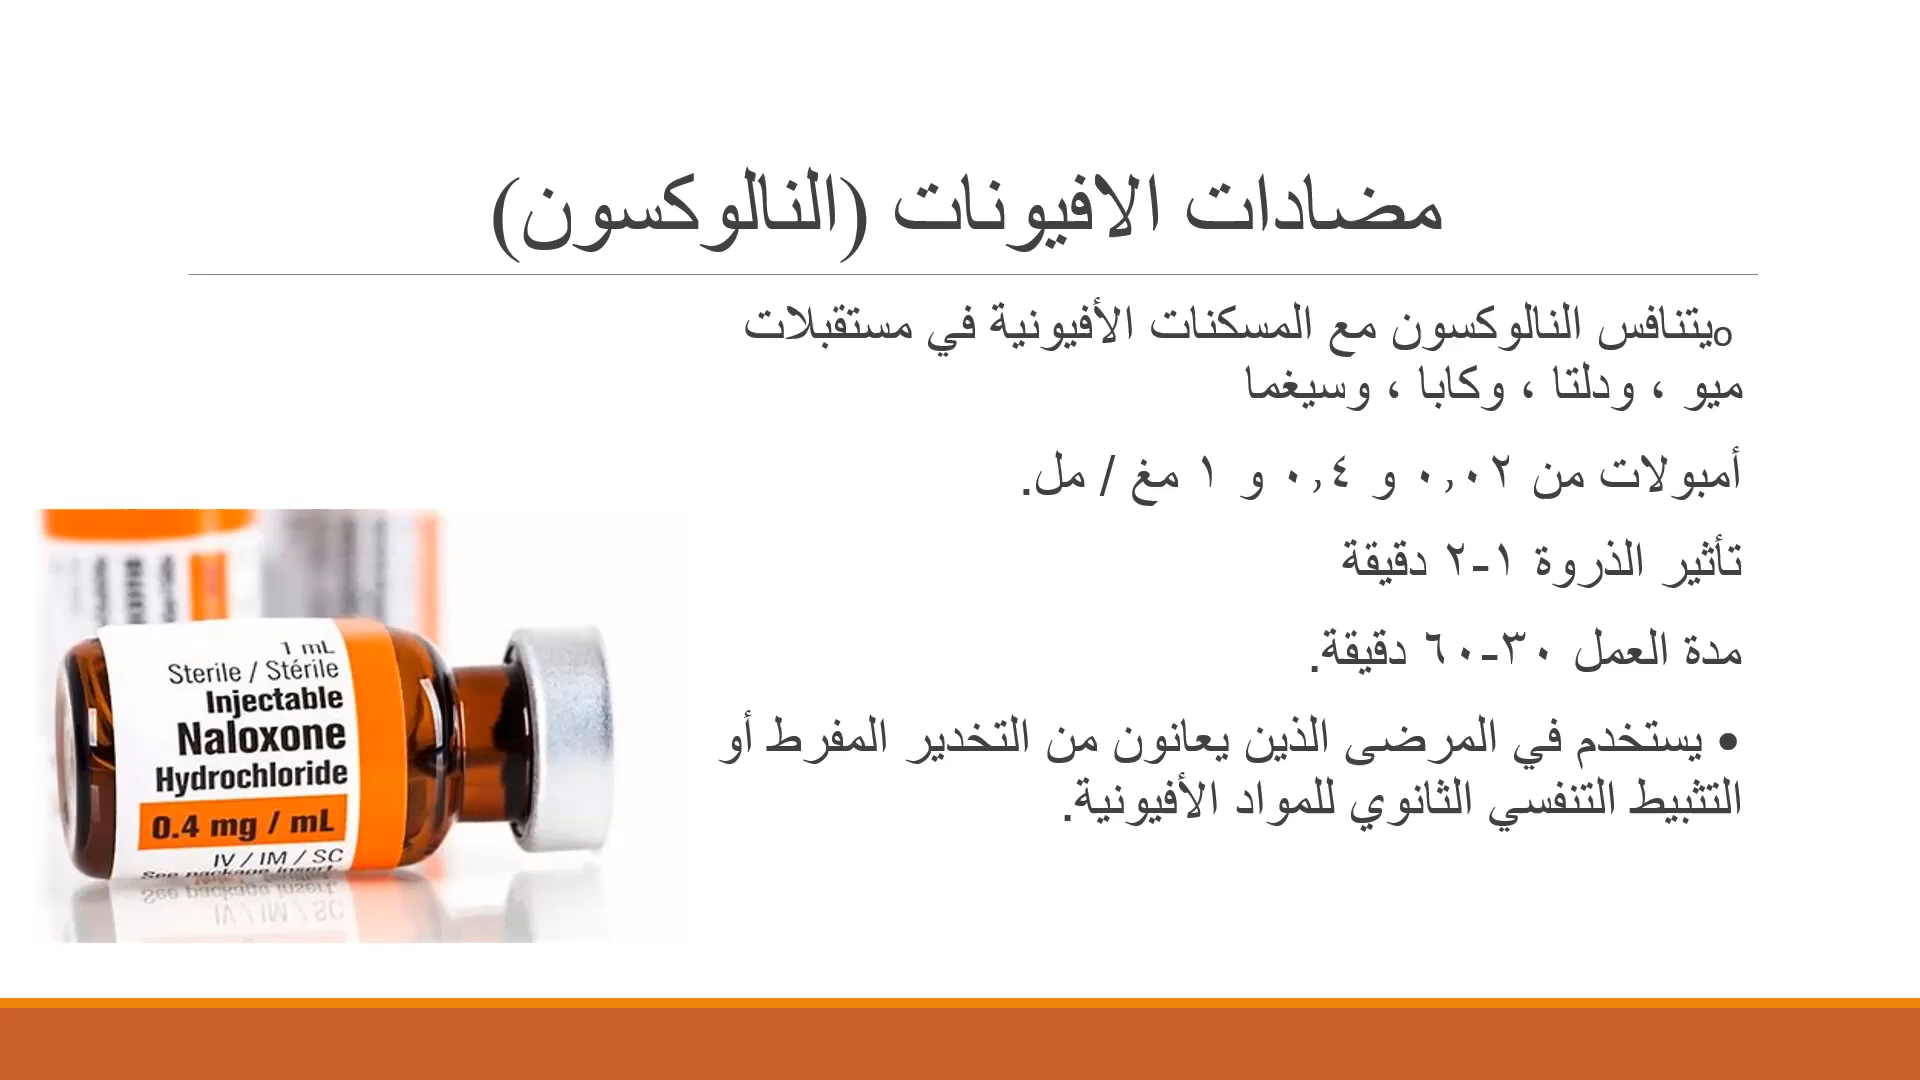 مضادات الافيونات (النالوكسون)
oيتنافس النالوكسون مع المسكنات الأفيونية في مستقبلات
ميو ، ودلتا ، وكابا ، وسيغما
أمبولات من ٠,٠٢ و ٠,٤ و ١ مغ / مل.
تأثير الذروة ١-٢ دقيقة
مدة العمل ٣٠-٦٠ دقيقة.
• يستخدم في المرضى الذين يعانون من التخدير المفرط أو
التثبيط التنفسي الثانوي للمواد الأفيونية.
1 mL
Sterile / Stérile
Injectable
Naloxone
Hydrochloride
0.4 mg / mL
IV / IM / SC
See package insert